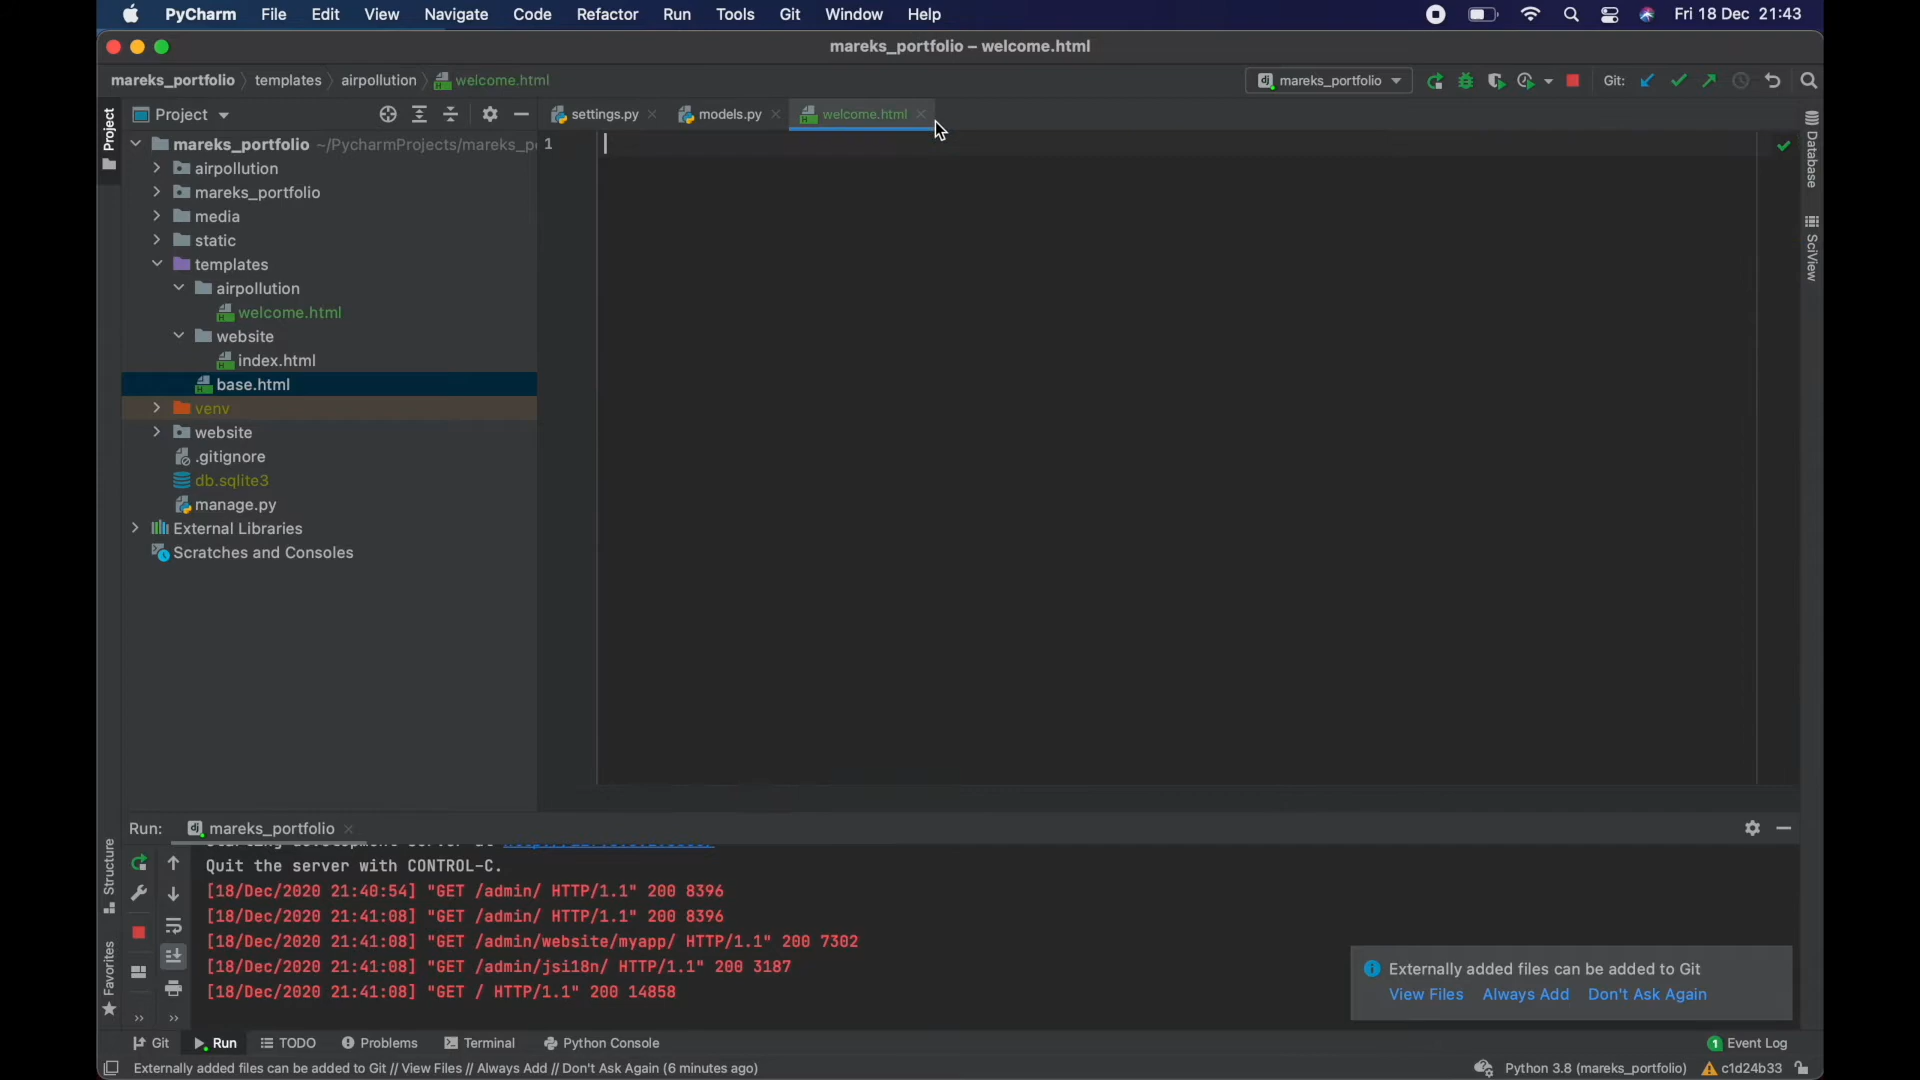 PyCharm File Edit View Navigate Code Refactor Run Tools Git Window Help Fri 18 Dec 21:43
mareks_portfolio – welcome.html
mareks_portfolio templates airpollution welcome.html mareks_portfolio Git:
Project settings.py models.py welcome.html
mareks_portfolio ~/PycharmProjects/mareks_p 1
airpollution
mareks_portfolio
media
static
templates
airpollution
welcome.html
website
index.html
base.html
venv
website
.gitignore
db.sqlite3
manage.py
External Libraries
Scratches and Consoles
Project
Structure
Favorites
Database
SciView
Run: mareks_portfolio
Quit the server with CONTROL-C.
[18/Dec/2020 21:40:54] "GET /admin/ HTTP/1.1" 200 8396
[18/Dec/2020 21:41:08] "GET /admin/ HTTP/1.1" 200 8396
[18/Dec/2020 21:41:08] "GET /admin/website/myapp/ HTTP/1.1" 200 7302
[18/Dec/2020 21:41:08] "GET /admin/jsi18n/ HTTP/1.1" 200 3187
[18/Dec/2020 21:41:08] "GET / HTTP/1.1" 200 14858
Externally added files can be added to Git
View Files Always Add Don't Ask Again
Git Run TODO Problems Terminal Python Console 1 Event Log
Externally added files can be added to Git // View Files // Always Add // Don't Ask Again (6 minutes ago) Python 3.8 (mareks_portfolio) c1d24b33